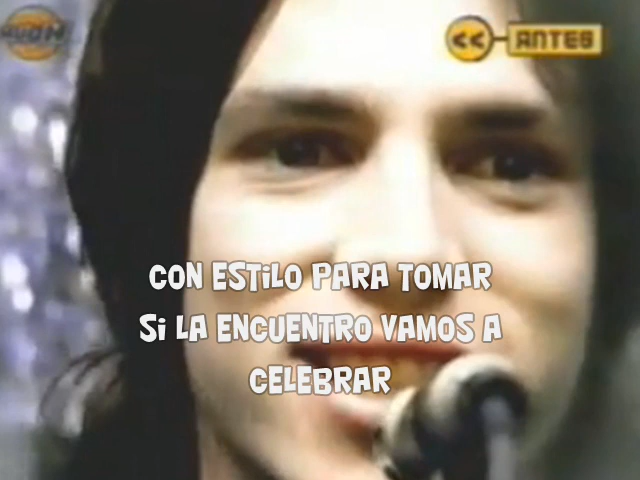 << ANTES
CON ESTILO PARA TOMAR
SI LA ENCUENTRO VAMOS A
CELEBRAR